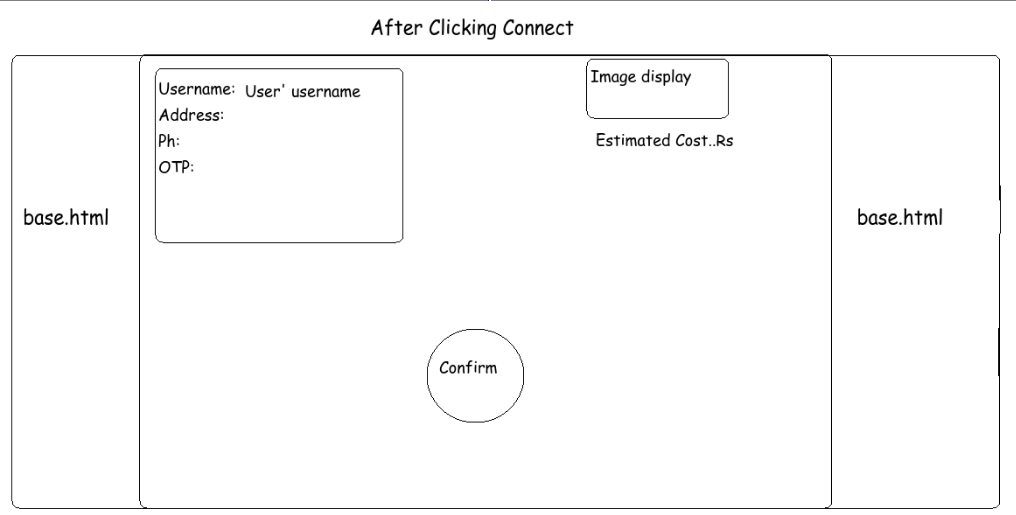 After Clicking Connect
base.html
Username: User' username
Address:
Ph:
OTP:
Image display
Estimated Cost..Rs
Confirm
base.html